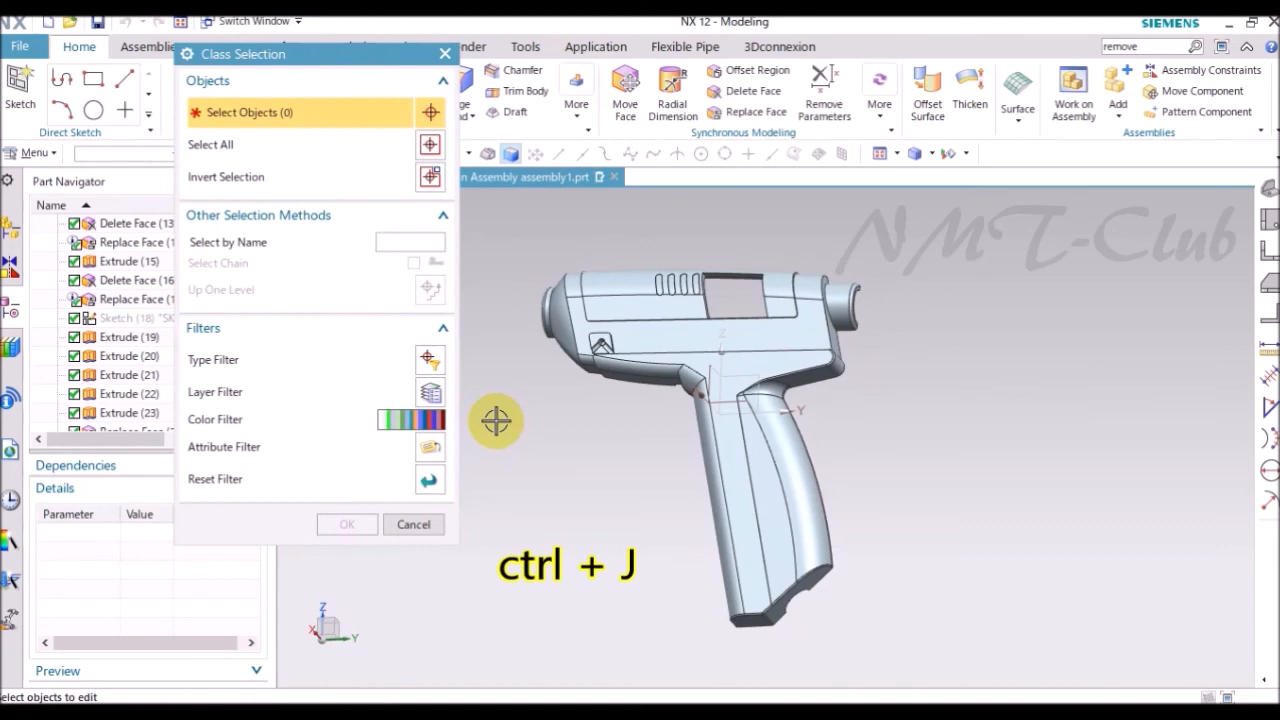 NX
Switch Window
NX 12 - Modeling
SIEMENS
File
Home
Assemblie
nder
Tools
Application
Flexible Pipe
3Dconnexion
remove
Sketch
Direct Sketch
More
Chamfer
Trim Body
Draft
More
Move Face
Radial Dimension
Offset Region
Delete Face
Replace Face
Remove Parameters
More
Synchronous Modeling
Offset Surface
Thicken
Surface
Work on Assembly
Add
Assembly Constraints
Move Component
Pattern Component
Assemblies
Menu
n Assembly assembly1.prt
Part Navigator
Name
Delete Face (13
Replace Face (1
Extrude (15)
Delete Face (16
Replace Face (1
Sketch (18) "SK
Extrude (19)
Extrude (20)
Extrude (21)
Extrude (22)
Extrude (23)
Dependencies
Details
Parameter
Value
Preview
Class Selection
Objects
* Select Objects (0)
Select All
Invert Selection
Other Selection Methods
Select by Name
Select Chain
Up One Level
Filters
Type Filter
Layer Filter
Color Filter
Attribute Filter
Reset Filter
OK
Cancel
NMT-Club
Z
Y
ctrl + J
Z
X
Y
Select objects to edit